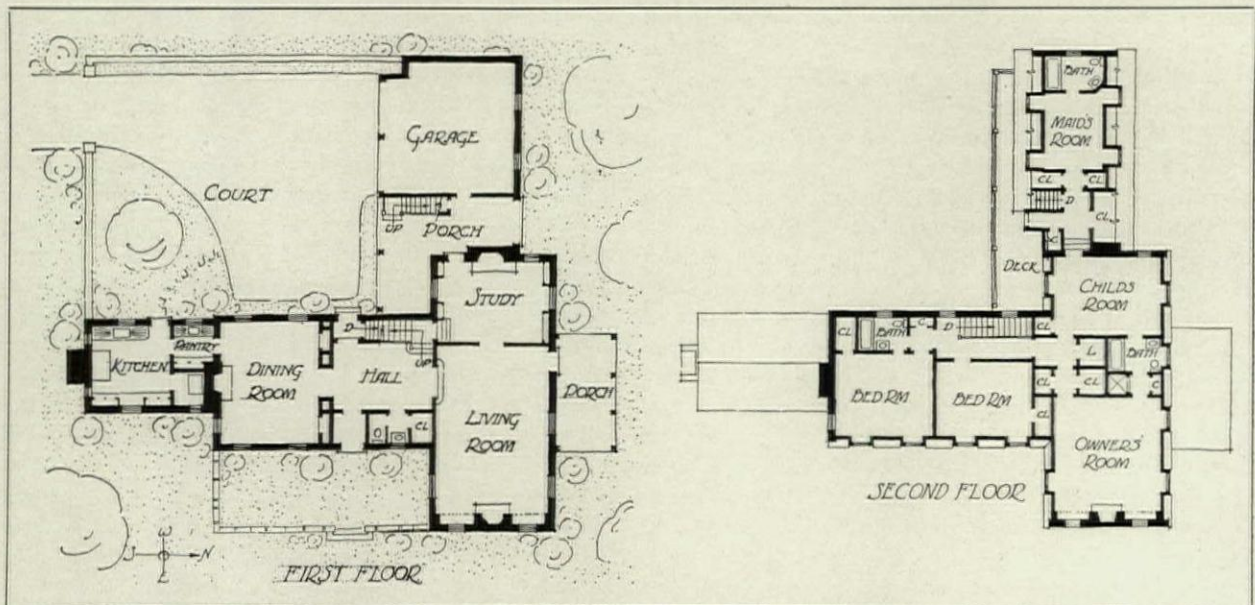 GARAGE
COURT
UP
PORCH
STUDY
D
PANTRY
KITCHEN
UP
DINING
ROOM
HALL
PORCH
LIVING
ROOM
CL
W
N
E
FIRST FLOOR
BATH
MAID'S
ROOM
CL
CL
D
CL
C
DECK
CHILDS
ROOM
CL
BATH
C
D
CL
L
BATH
CL
CL
C
BED RM
BED RM
CL
OWNERS'
ROOM
SECOND FLOOR